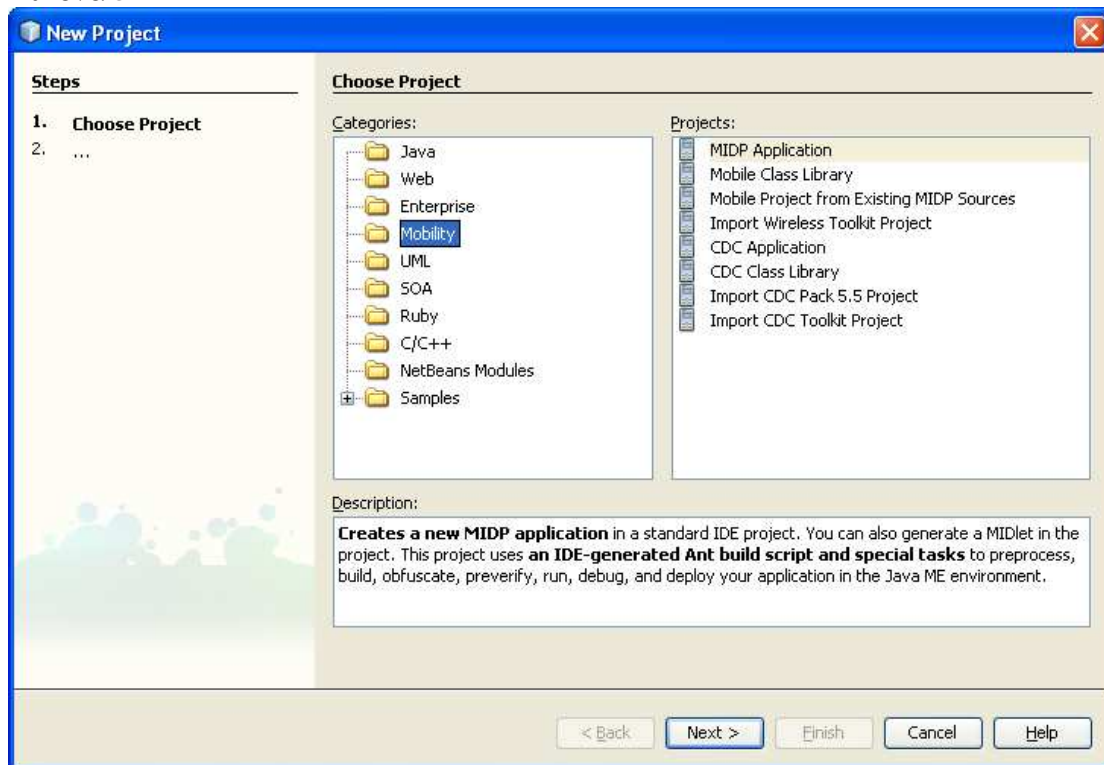 New Project
Steps
1. Choose Project
2. ...
Choose Project
Categories:
Java
Web
Enterprise
Mobility
UML
SOA
Ruby
C/C++
NetBeans Modules
Samples
Projects:
MIDP Application
Mobile Class Library
Mobile Project from Existing MIDP Sources
Import Wireless Toolkit Project
CDC Application
CDC Class Library
Import CDC Pack 5.5 Project
Import CDC Toolkit Project
Description:
Creates a new MIDP application in a standard IDE project. You can also generate a MIDlet in the
project. This project uses an IDE-generated Ant build script and special tasks to preprocess,
build, obfuscate, preverify, run, debug, and deploy your application in the Java ME environment.
< Back
Next >
Finish
Cancel
Help